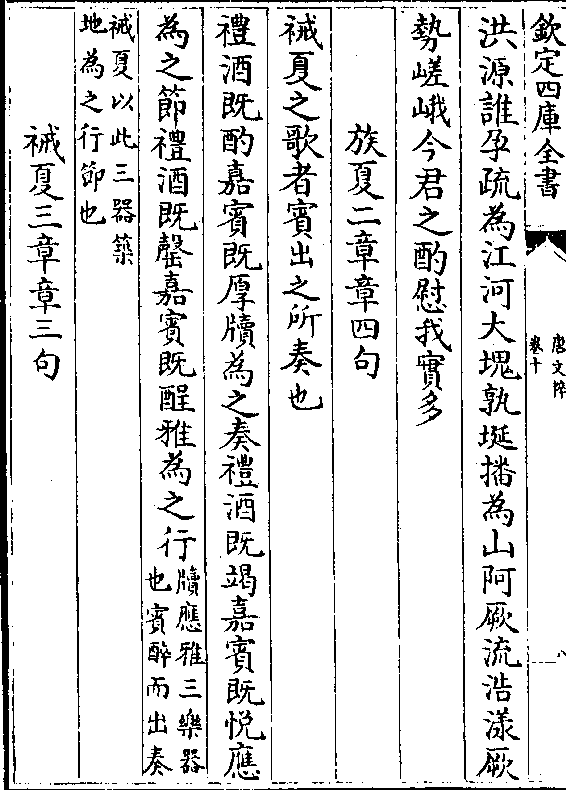 欽定四庫全書
唐文粹
卷十
洪源誰孕疏為江河大塊孰埏播為山阿厥流浩漾厥
勢嵯峨今君之酌慰我實多
族夏二章章四句
祴夏之歌者賓出之所奏也
禮酒既酌嘉賓既厚牘為之奏禮酒既竭嘉賓既悅應
為之節禮酒既罄嘉賓既醒雅為之行
牘應雅三樂器
也賓醉而出奏
祴夏以此三器築
地為之行節也
祴夏三章章三句